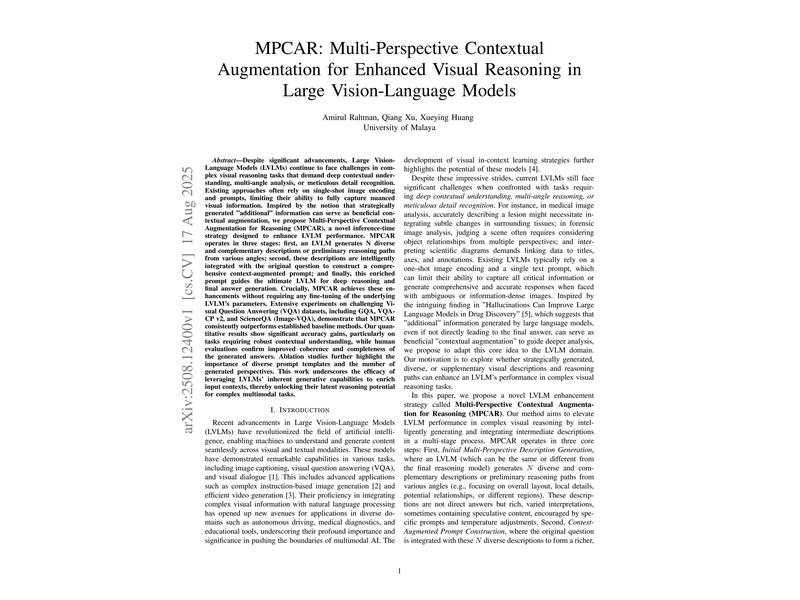 MPCAR: Multi-Perspective Contextual
Augmentation for Enhanced Visual Reasoning in
Large Vision-Language Models
Amirul Rahman, Qiang Xu, Xueying Huang
University of Malaya
arXiv:2508.12400v1 [cs.CV] 17 Aug 2025
Abstract—Despite significant advancements, Large Vision-
Language Models (LVLMs) continue to face challenges in com-
plex visual reasoning tasks that demand deep contextual under-
standing, multi-angle analysis, or meticulous detail recognition.
Existing approaches often rely on single-shot image encoding
and prompts, limiting their ability to fully capture nuanced
visual information. Inspired by the notion that strategically
generated "additional" information can serve as beneficial con-
textual augmentation, we propose Multi-Perspective Contextual
Augmentation for Reasoning (MPCAR), a novel inference-time
strategy designed to enhance LVLM performance. MPCAR
operates in three stages: first, an LVLM generates N diverse
and complementary descriptions or preliminary reasoning paths
from various angles; second, these descriptions are intelligently
integrated with the original question to construct a compre-
hensive context-augmented prompt; and finally, this enriched
prompt guides the ultimate LVLM for deep reasoning and
final answer generation. Crucially, MPCAR achieves these en-
hancements without requiring any fine-tuning of the underlying
LVLM's parameters. Extensive experiments on challenging
Visual Question Answering (VQA) datasets, including GQA, VQA-
CP v2, and ScienceQA (Image-VQA), demonstrate that MPCAR
consistently outperforms established baseline methods. Our quan-
titative results show significant accuracy gains, particularly on
tasks requiring robust contextual understanding, while human
evaluations confirm improved coherence and completeness of
the generated answers. Ablation studies further highlight the
importance of diverse prompt templates and the number of
generated perspectives. This work underscores the efficacy of
leveraging LVLMs' inherent generative capabilities to enrich
input contexts, thereby unlocking their latent reasoning potential
for complex multimodal tasks.
I. INTRODUCTION
Recent advancements in Large Vision-Language Models
(LVLMs) have revolutionized the field of artificial intelli-
gence, enabling machines to understand and generate content
seamlessly across visual and textual modalities. These models
have demonstrated remarkable capabilities in various tasks,
including image captioning, visual question answering (VQA),
and visual dialogue [1]. This includes advanced applications
such as complex instruction-based image generation [2] and
efficient video generation [3]. Their proficiency in integrating
complex visual information with natural language processing
has opened up new avenues for applications in diverse do-
mains such as autonomous driving, medical diagnostics, and
educational tools, underscoring their profound importance and
significance in pushing the boundaries of multimodal AI. The
development of visual in-context learning strategies further
highlights the potential of these models [4].
Despite these impressive strides, current LVLMs still face
significant challenges when confronted with tasks requir-
ing deep contextual understanding, multi-angle reasoning, or
meticulous detail recognition. For instance, in medical image
analysis, accurately describing a lesion might necessitate in-
tegrating subtle changes in surrounding tissues; in forensic
image analysis, judging a scene often requires considering
object relationships from multiple perspectives; and inter-
preting scientific diagrams demands linking data to titles,
axes, and annotations. Existing LVLMs typically rely on
a one-shot image encoding and a single text prompt, which
can limit their ability to capture all critical information or
generate comprehensive and accurate responses when faced
with ambiguous or information-dense images. Inspired by
the intriguing finding in "Hallucinations Can Improve Large
Language Models in Drug Discovery" [5], which suggests that
"additional" information generated by large language models,
even if not directly leading to the final answer, can serve as
beneficial "contextual augmentation" to guide deeper analysis,
we propose to adapt this core idea to the LVLM domain.
Our motivation is to explore whether strategically generated,
diverse, or supplementary visual descriptions and reasoning
paths can enhance an LVLM's performance in complex visual
reasoning tasks.
In this paper, we propose a novel LVLM enhancement
strategy called Multi-Perspective Contextual Augmenta-
tion for Reasoning (MPCAR). Our method aims to elevate
LVLM performance in complex visual reasoning by intel-
ligently generating and integrating intermediate descriptions
in a multi-stage process. MPCAR operates in three core
steps: First, Initial Multi-Perspective Description Generation,
where an LVLM (which can be the same or different from
the final reasoning model) generates N diverse and com-
plementary descriptions or preliminary reasoning paths from
various angles (e.g., focusing on overall layout, local details,
potential relationships, or different regions). These descrip-
tions are not direct answers but rich, varied interpretations,
sometimes containing speculative content, encouraged by spe-
cific prompts and temperature adjustments. Second, Context-
Augmented Prompt Construction, where the original question
is integrated with these N diverse descriptions to form a richer,
1